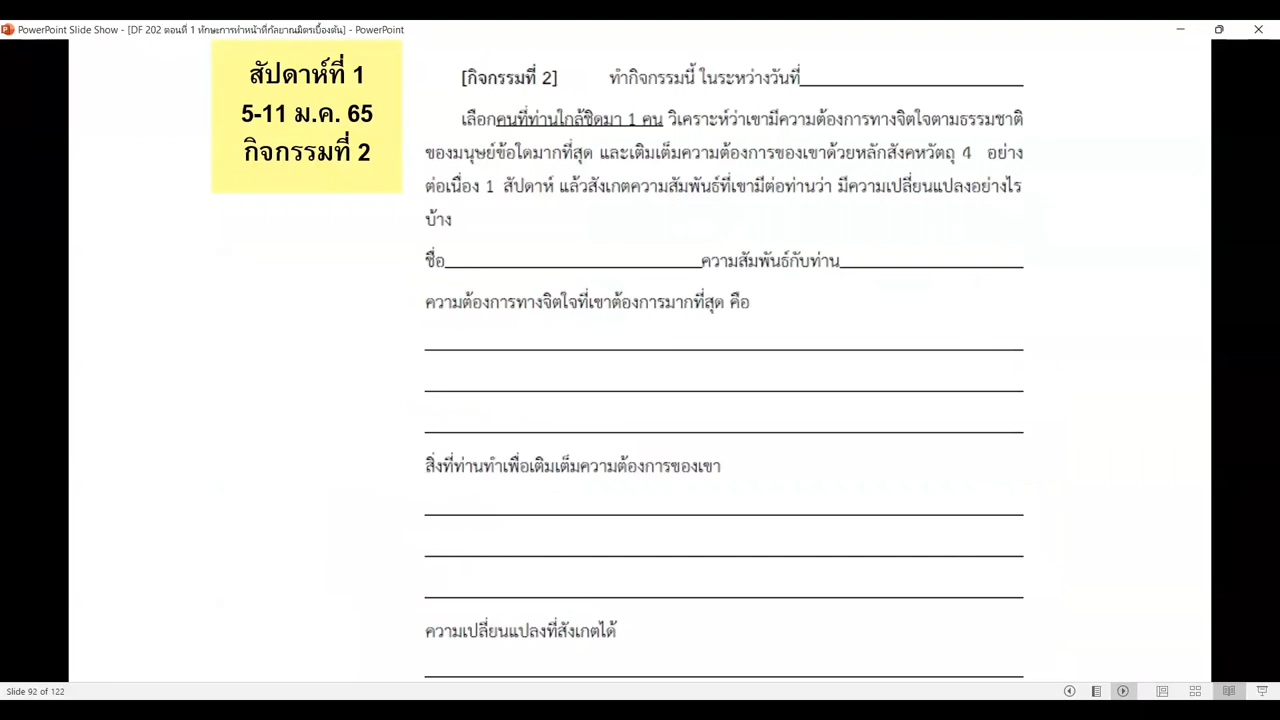 PowerPoint Slide Show - [DF 202 ตอนที่ 1 ทักษะการทำหน้าที่กัลยาณมิตรเบื้องต้น] - PowerPoint
สัปดาห์ที่ 1
5-11 ม.ค. 65
กิจกรรมที่ 2
[กิจกรรมที่ 2] ทำกิจกรรมนี้ ในระหว่างวันที่
เลือกคนที่ท่านใกล้ชิดมา 1 คน วิเคราะห์ว่าเขามีความต้องการทางจิตใจตามธรรมชาติ
ของมนุษย์ข้อใดมากที่สุด และเติมเต็มความต้องการของเขาด้วยหลักสังคหวัตถุ 4 อย่าง
ต่อเนื่อง 1 สัปดาห์ แล้วสังเกตความสัมพันธ์ที่เขามีต่อท่านว่า มีความเปลี่ยนแปลงอย่างไร
บ้าง
ชื่อ ความสัมพันธ์กับท่าน
ความต้องการทางจิตใจที่เขาต้องการมากที่สุด คือ
สิ่งที่ท่านทำเพื่อเติมเต็มความต้องการของเขา
ความเปลี่ยนแปลงที่สังเกตได้
Slide 92 of 122